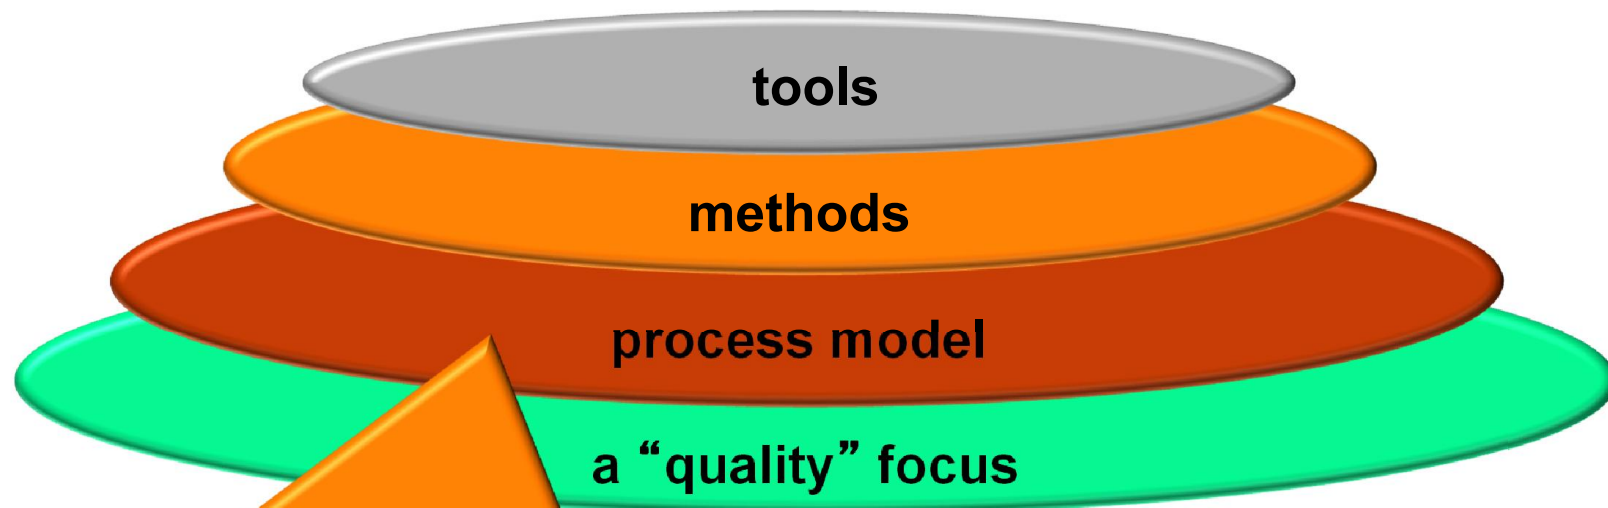 tools
methods
process model
a “quality” focus